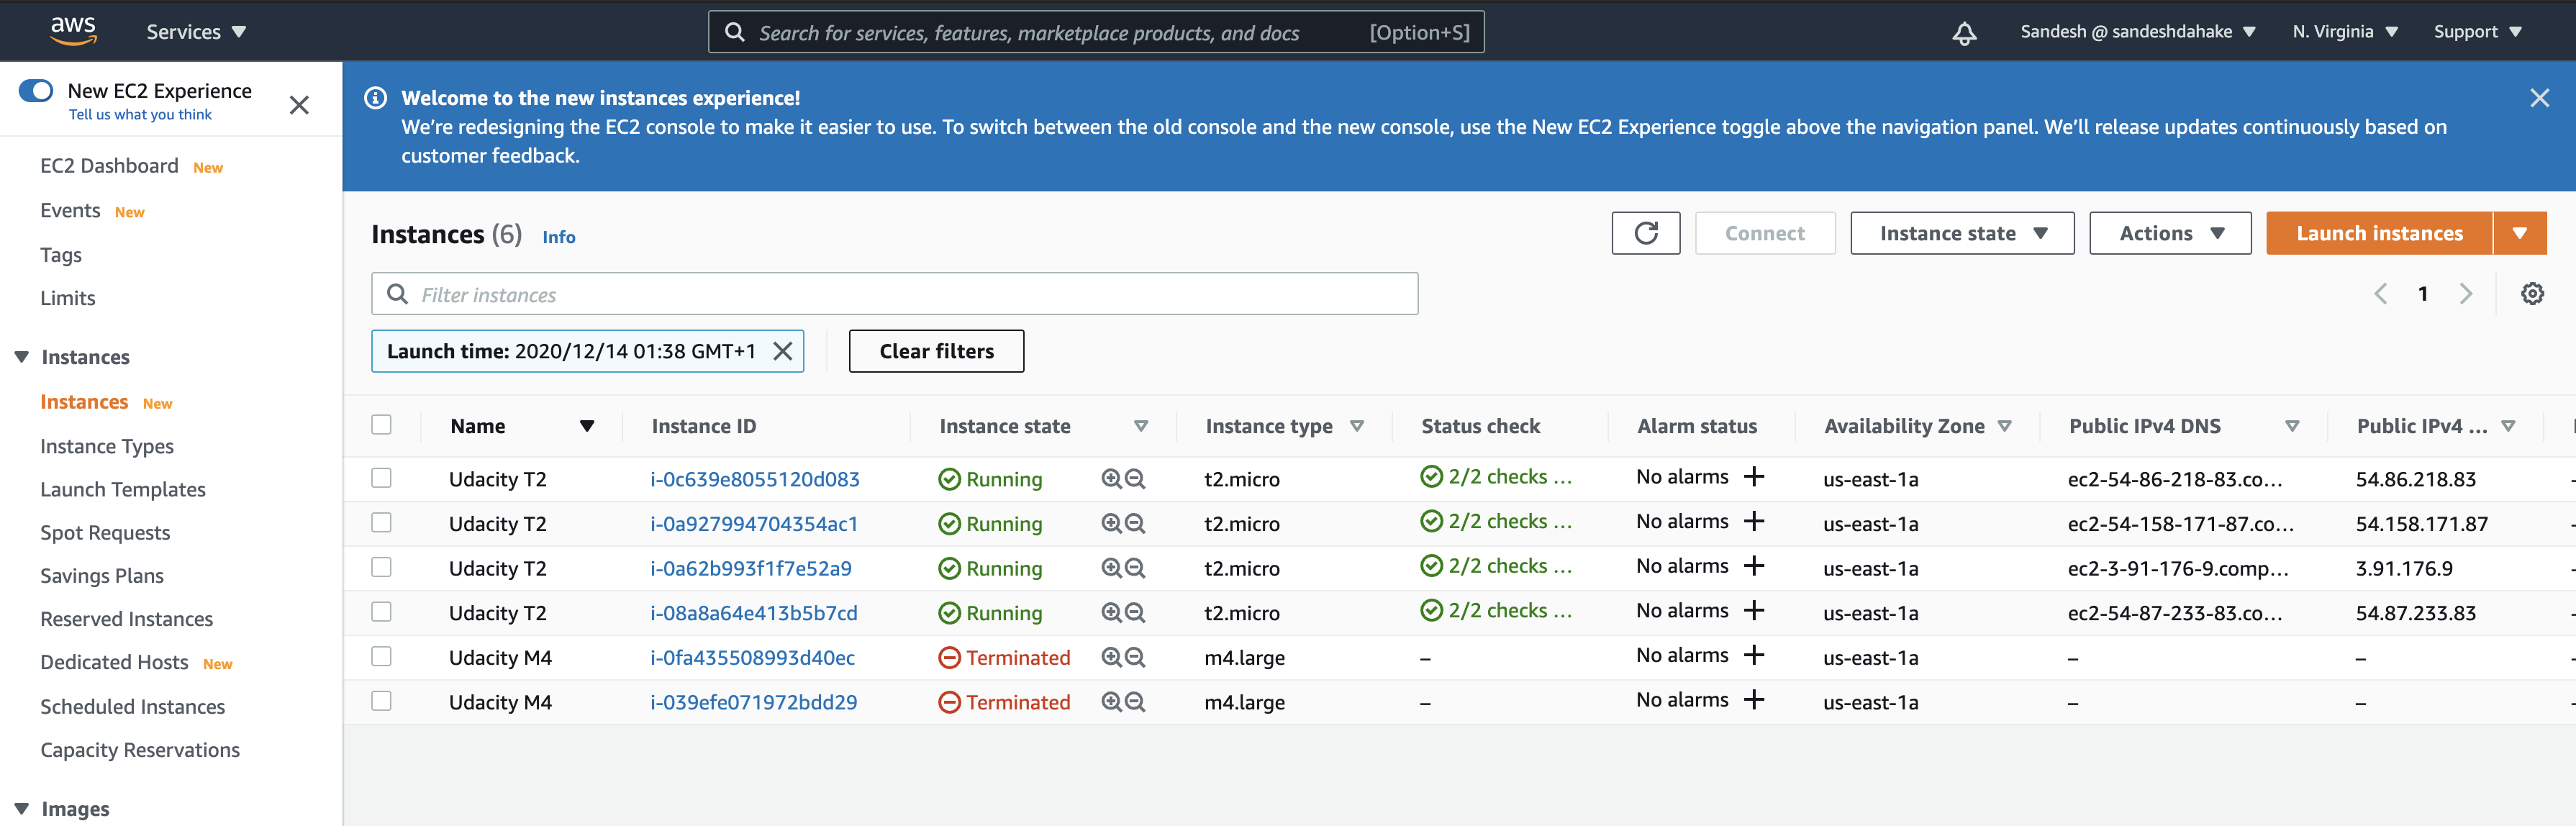 aws
Services
Search for services, features, marketplace products, and docs [Option+S]
Sandesh @ sandeshdahake
N. Virginia
Support
New EC2 Experience
Tell us what you think
EC2 Dashboard New
Events New
Tags
Limits
Instances
Instances New
Instance Types
Launch Templates
Spot Requests
Savings Plans
Reserved Instances
Dedicated Hosts New
Scheduled Instances
Capacity Reservations
Images
Welcome to the new instances experience!
We're redesigning the EC2 console to make it easier to use. To switch between the old console and the new console, use the New EC2 Experience toggle above the navigation panel. We'll release updates continuously based on
customer feedback.
Instances (6) Info
Connect
Instance state
Actions
Launch instances
Filter instances
1
Launch time: 2020/12/14 01:38 GMT+1
Clear filters
Name Instance ID Instance state Instance type Status check Alarm status Availability Zone Public IPv4 DNS Public IPv4 ...
Udacity T2 i-0c639e8055120d083 Running t2.micro 2/2 checks ... No alarms + us-east-1a ec2-54-86-218-83.co... 54.86.218.83
Udacity T2 i-0a927994704354ac1 Running t2.micro 2/2 checks ... No alarms + us-east-1a ec2-54-158-171-87.co... 54.158.171.87
Udacity T2 i-0a62b993f1f7e52a9 Running t2.micro 2/2 checks ... No alarms + us-east-1a ec2-3-91-176-9.comp... 3.91.176.9
Udacity T2 i-08a8a64e413b5b7cd Running t2.micro 2/2 checks ... No alarms + us-east-1a ec2-54-87-233-83.co... 54.87.233.83
Udacity M4 i-0fa435508993d40ec Terminated m4.large – No alarms + us-east-1a – –
Udacity M4 i-039efe071972bdd29 Terminated m4.large – No alarms + us-east-1a – –